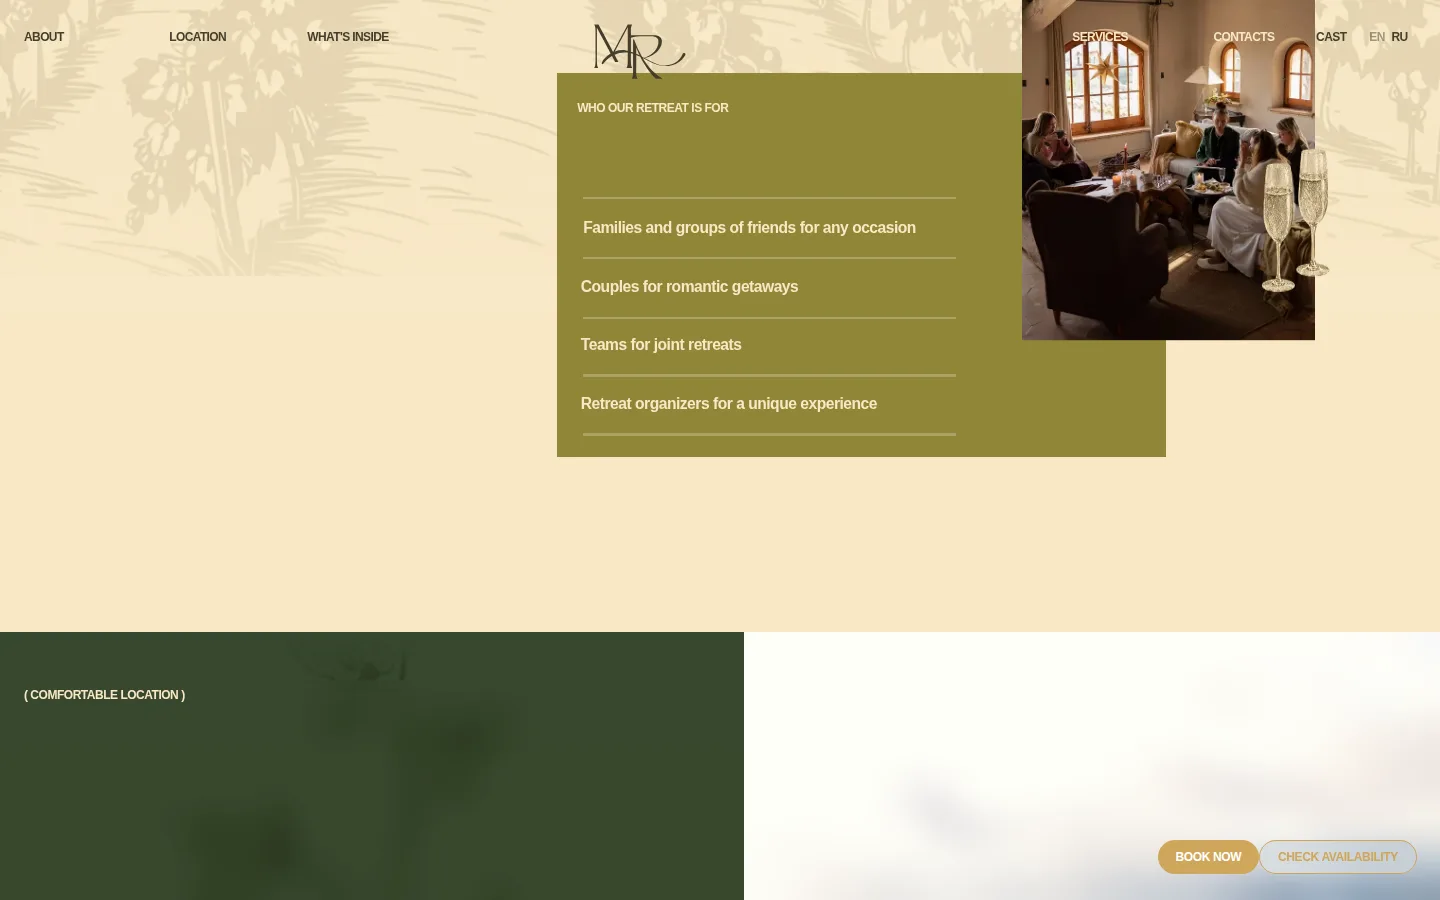 ABOUT
LOCATION
WHAT'S INSIDE
MR
SERVICES
CONTACTS
CAST
EN RU
WHO OUR RETREAT IS FOR
Families and groups of friends for any occasion
Couples for romantic getaways
Teams for joint retreats
Retreat organizers for a unique experience
( COMFORTABLE LOCATION )
BOOK NOW
CHECK AVAILABILITY